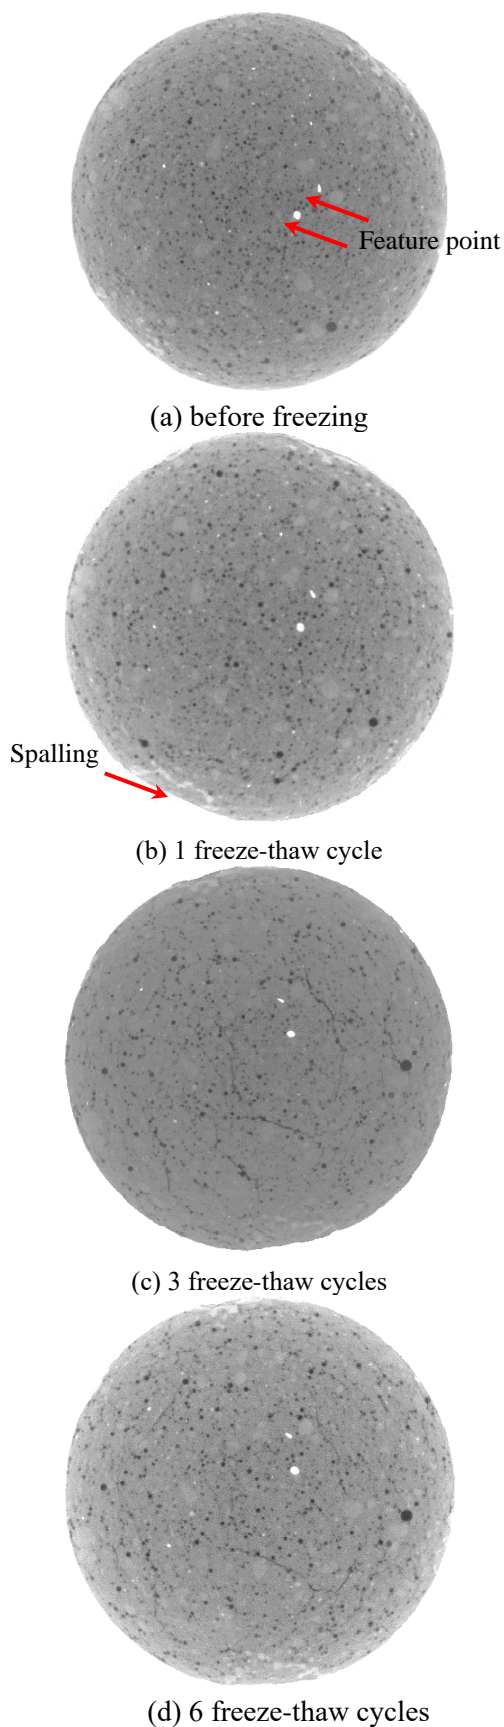 Feature point
(a) before freezing
Spalling
(b) 1 freeze-thaw cycle
(c) 3 freeze-thaw cycles
(d) 6 freeze-thaw cycles